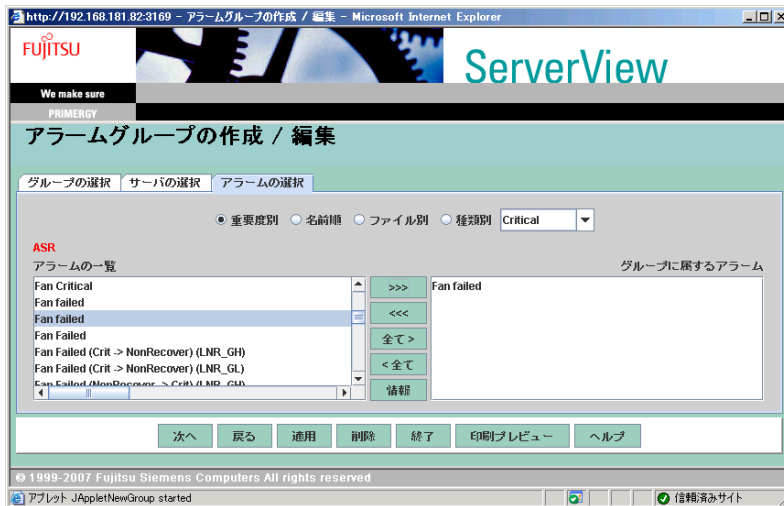 http://192.168.181.82:3169 - アラームグループの作成 / 編集 - Microsoft Internet Explorer
FUJITSU
ServerView
We make sure
PRIMERGY
アラームグループの作成 / 編集
グループの選択 サーバの選択 アラームの選択
重要度別 名前順 ファイル別 種類別 Critical
ASR
アラームの一覧 グループに属するアラーム
Fan Critical >>> Fan failed
Fan failed
Fan failed <<<
Fan Failed 全て >
Fan Failed (Crit -> NonRecover) (LNR_GH)
Fan Failed (Crit -> NonRecover) (LNR_GL) < 全て
Fan Failed (NonRecover -> Crit) (LNR_GH) 情報
次へ 戻る 適用 削除 終了 印刷プレビュー ヘルプ
© 1999-2007 Fujitsu Siemens Computers All rights reserved
アプレット JAppletNewGroup started 信頼済みサイト